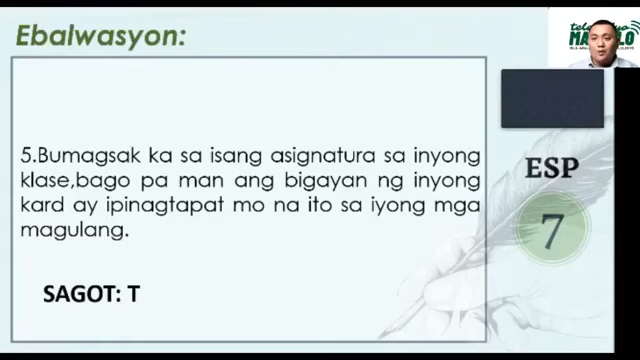 Ebalwasyon:
5.Bumagsak ka sa isang asignatura sa inyong
klase,bago pa man ang bigayan ng inyong
kard ay ipinagtapat mo na ito sa iyong mga
magulang.
SAGOT: T
ESP
7